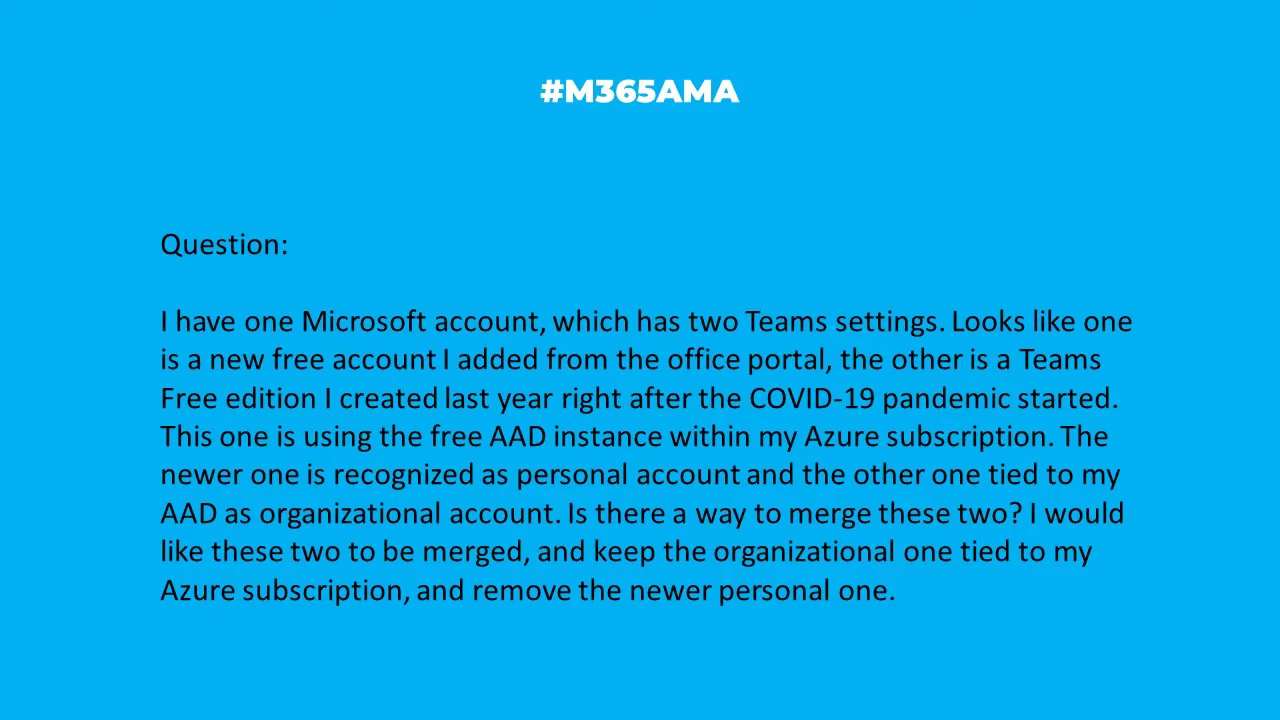 #M365AMA
Question:
I have one Microsoft account, which has two Teams settings. Looks like one
is a new free account I added from the office portal, the other is a Teams
Free edition I created last year right after the COVID-19 pandemic started.
This one is using the free AAD instance within my Azure subscription. The
newer one is recognized as personal account and the other one tied to my
AAD as organizational account. Is there a way to merge these two? I would
like these two to be merged, and keep the organizational one tied to my
Azure subscription, and remove the newer personal one.